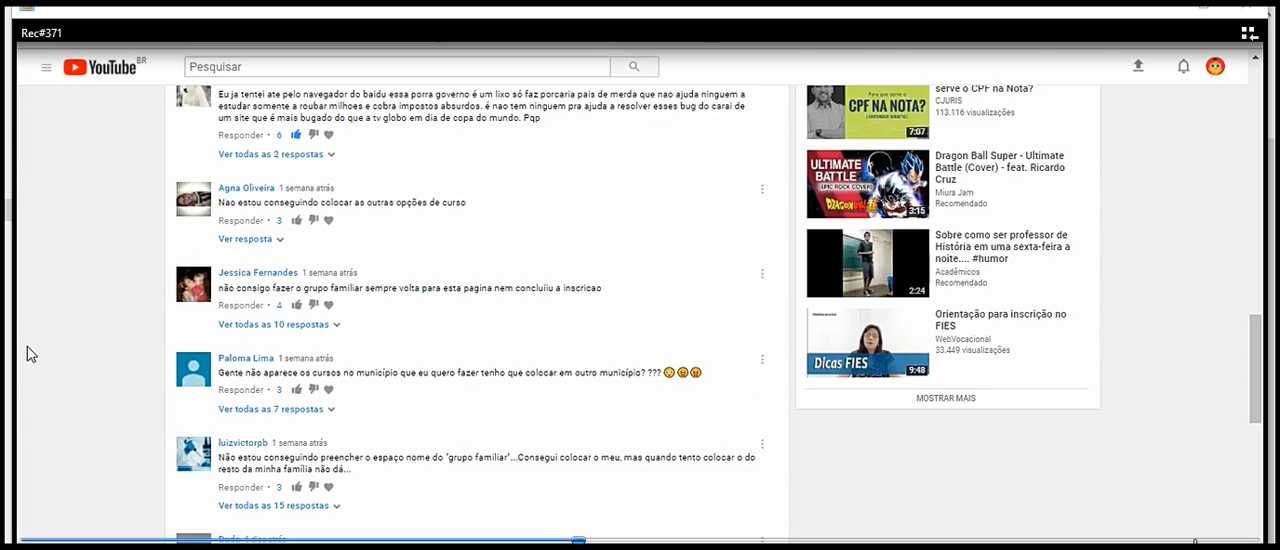 Rec#371
YouTube BR
Pesquisar
Eu ja tentei ate pelo navegador do baidu essa porra governo é um lixo só faz porcaria pais de merda que nao ajuda ninguem a
estudar somente a roubar milhoes e cobra impostos absurdos. é nao tem ninguem pra ajuda a resolver esses bug do carai de
um site que é mais bugado do que a tv globo em dia de copa do mundo. Pqp
Responder • 6
Ver todas as 2 respostas
Agna Oliveira 1 semana atrás
Nao estou conseguindo colocar as outras opções de curso
Responder • 3
Ver resposta
Jessica Fernandes 1 semana atrás
não consigo fazer o grupo familiar sempre volta para esta pagina nem concluiiu a inscricao
Responder • 4
Ver todas as 10 respostas
Paloma Lima 1 semana atrás
Gente não aparece os cursos no município que eu quero fazer tenho que colocar em outro município? ???
Responder • 3
Ver todas as 7 respostas
luizvictorpb 1 semana atrás
Não estou conseguindo preencher o espaço nome do "grupo familiar"...Consegui colocar o meu, mas quando tento colocar o do
resto da minha família não dá...
Responder • 3
Ver todas as 15 respostas
serve o CPF na Nota?
CJURIS
113.116 visualizações
CPF NA NOTA?
7:07
Dragon Ball Super - Ultimate
Battle (Cover) - feat. Ricardo
Cruz
Miura Jam
Recomendado
ULTIMATE
BATTLE
EPIC ROCK COVER
3:15
Sobre como ser professor de
História em uma sexta-feira a
noite.... #humor
Acadêmicos
Recomendado
2:24
Orientação para inscrição no
FIES
WebVocacional
33.449 visualizações
Dicas FIES
9:48
MOSTRAR MAIS